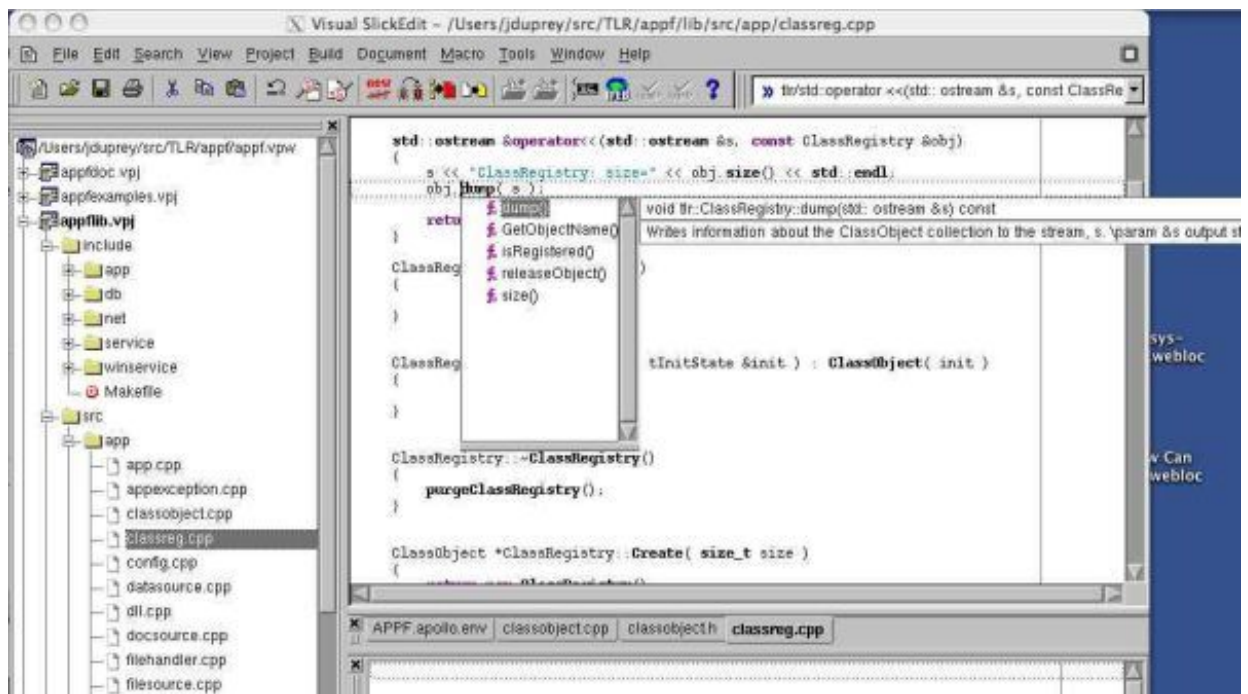 Visual SlickEdit - /Users/jduprey/src/TLR/appf/lib/src/app/classreg.cpp
File Edit Search View Project Build Document Macro Tools Window Help
tlr/std:operator <<(std:: ostream &s, const ClassRe
/Users/jduprey/src/TLR/appf/appf.vpw
appfdoc.vpj
appfexamples.vpj
appflib.vpj
include
app
db
net
service
winservice
Makefile
src
app
app.cpp
appexception.cpp
classobject.cpp
classreg.cpp
config.cpp
datasource.cpp
dll.cpp
docsource.cpp
filehandler.cpp
filesource.cpp
std::ostream &operator<<(std::ostream &s, const ClassRegistry &obj)
{
s << "ClassRegistry: size=" << obj.size() << std::endl;
obj.dump( s );
retu
}
dump()
GetObjectName()
isRegistered()
releaseObject()
size()
void tlr::ClassRegistry::dump(std:: ostream &s) const
Writes information about the ClassObject collection to the stream, s. \param &s output st
ClassReg )
{
}
ClassReg tInitState &init ) : ClassObject( init )
{
}
ClassRegistry::~ClassRegistry()
{
purgeClassRegistry();
}
ClassObject *ClassRegistry::Create( size_t size )
{
return new ClassRegistry()
APPF.apollo.env classobject.cpp classobject.h classreg.cpp
sys-
webloc
w Can
webloc